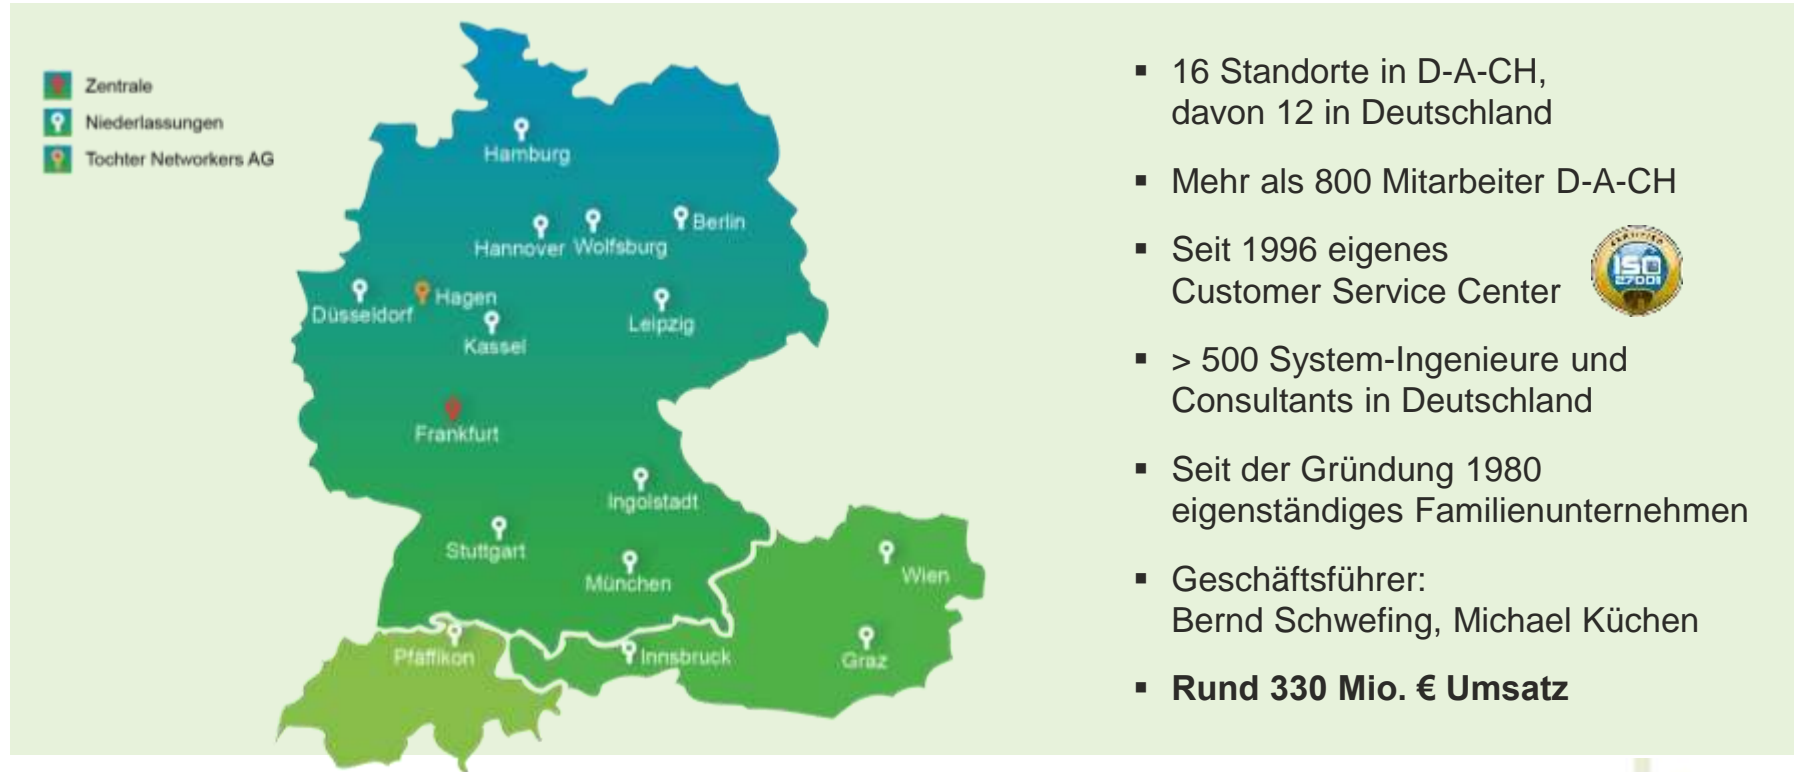 Zentrale
Niederlassungen
Tochter Networkers AG
Hamburg
Berlin
Hannover
Wolfsburg
Hagen
Düsseldorf
Leipzig
Kassel
Frankfurt
Ingolstadt
Stuttgart
München
Wien
Pfäffikon
Innsbruck
Graz
▪ 16 Standorte in D-A-CH,
davon 12 in Deutschland
▪ Mehr als 800 Mitarbeiter D-A-CH
▪ Seit 1996 eigenes
Customer Service Center
CERTIFIED
ISO
27001
▪ > 500 System-Ingenieure und
Consultants in Deutschland
▪ Seit der Gründung 1980
eigenständiges Familienunternehmen
▪ Geschäftsführer:
Bernd Schwefing, Michael Küchen
▪ Rund 330 Mio. € Umsatz